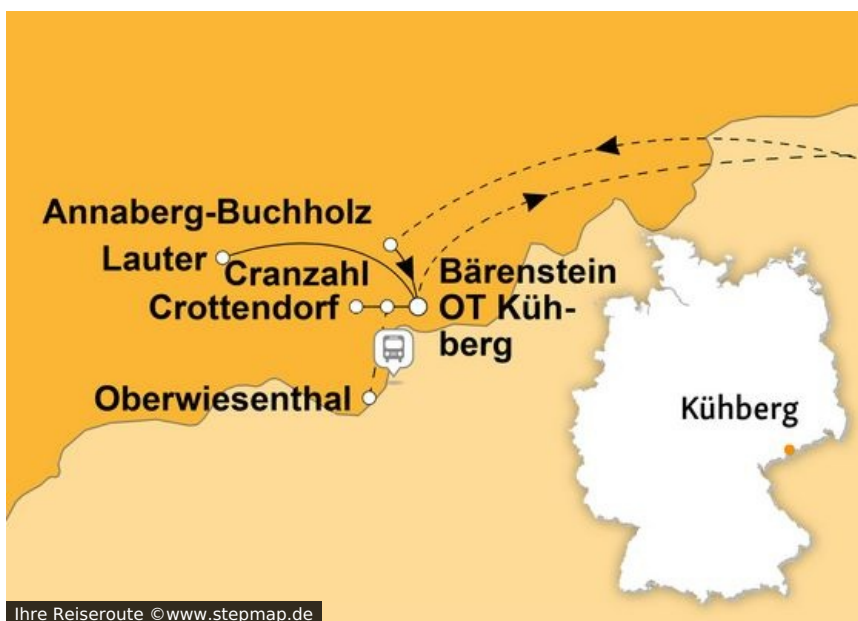 Annaberg-Buchholz
Lauter
Cranzahl
Crottendorf
Bärenstein
OT Küh-
berg
Oberwiesenthal
Kühberg
Ihre Reiseroute ©www.stepmap.de